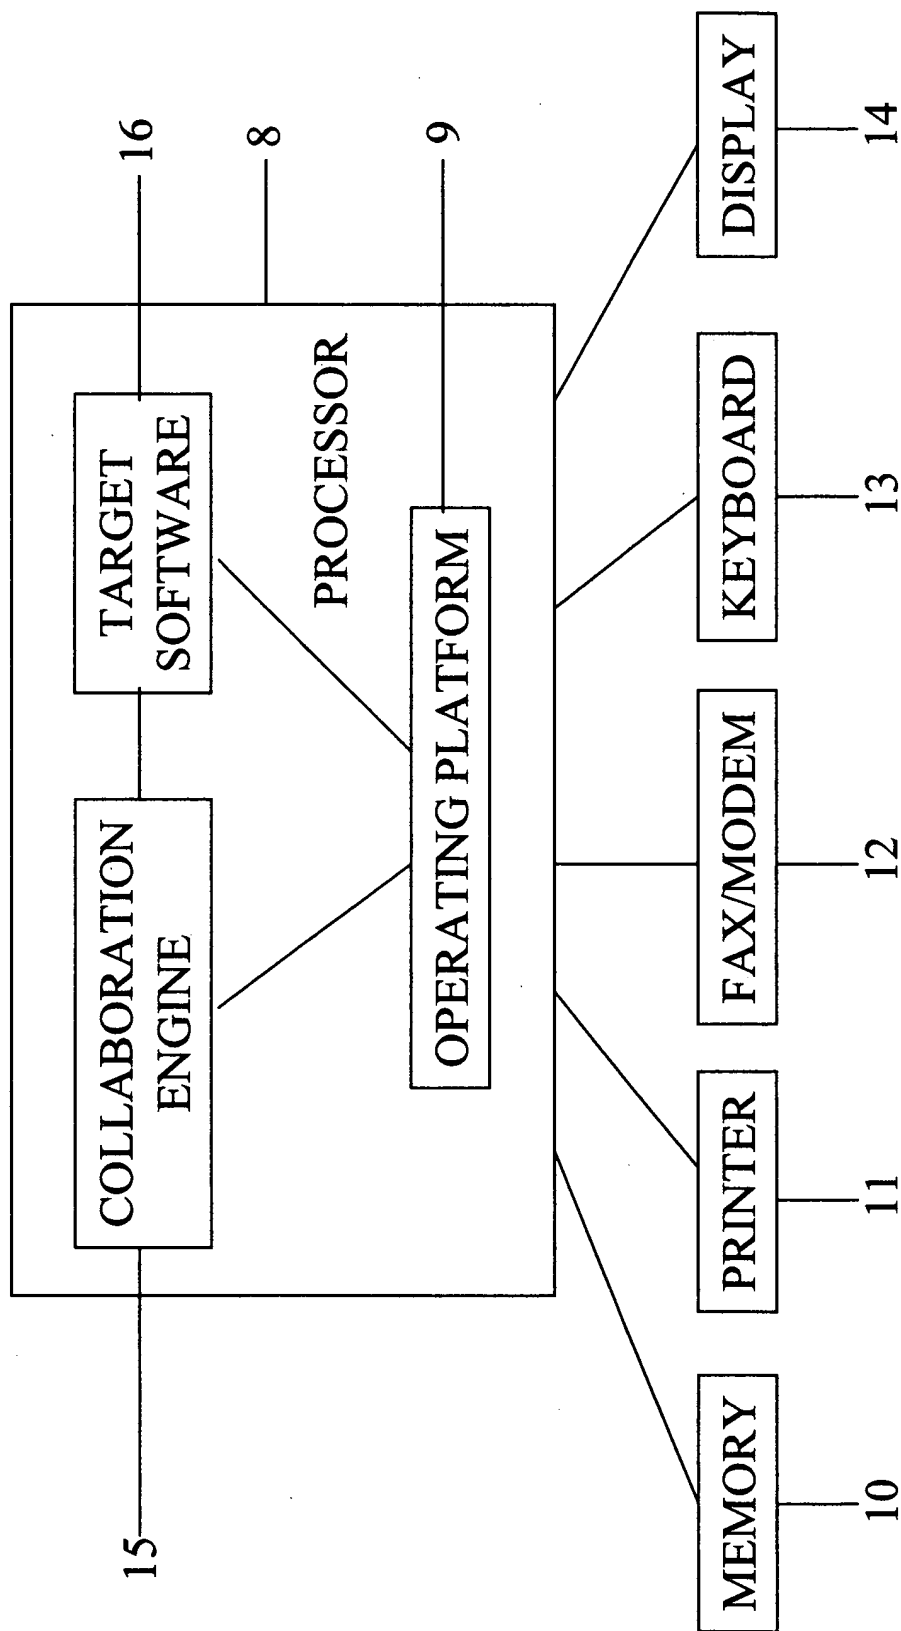 COLLABORATION
ENGINE
TARGET
SOFTWARE
15
16
PROCESSOR
8
OPERATING PLATFORM
9
MEMORY
PRINTER
FAX/MODEM
KEYBOARD
DISPLAY
10
11
12
13
14